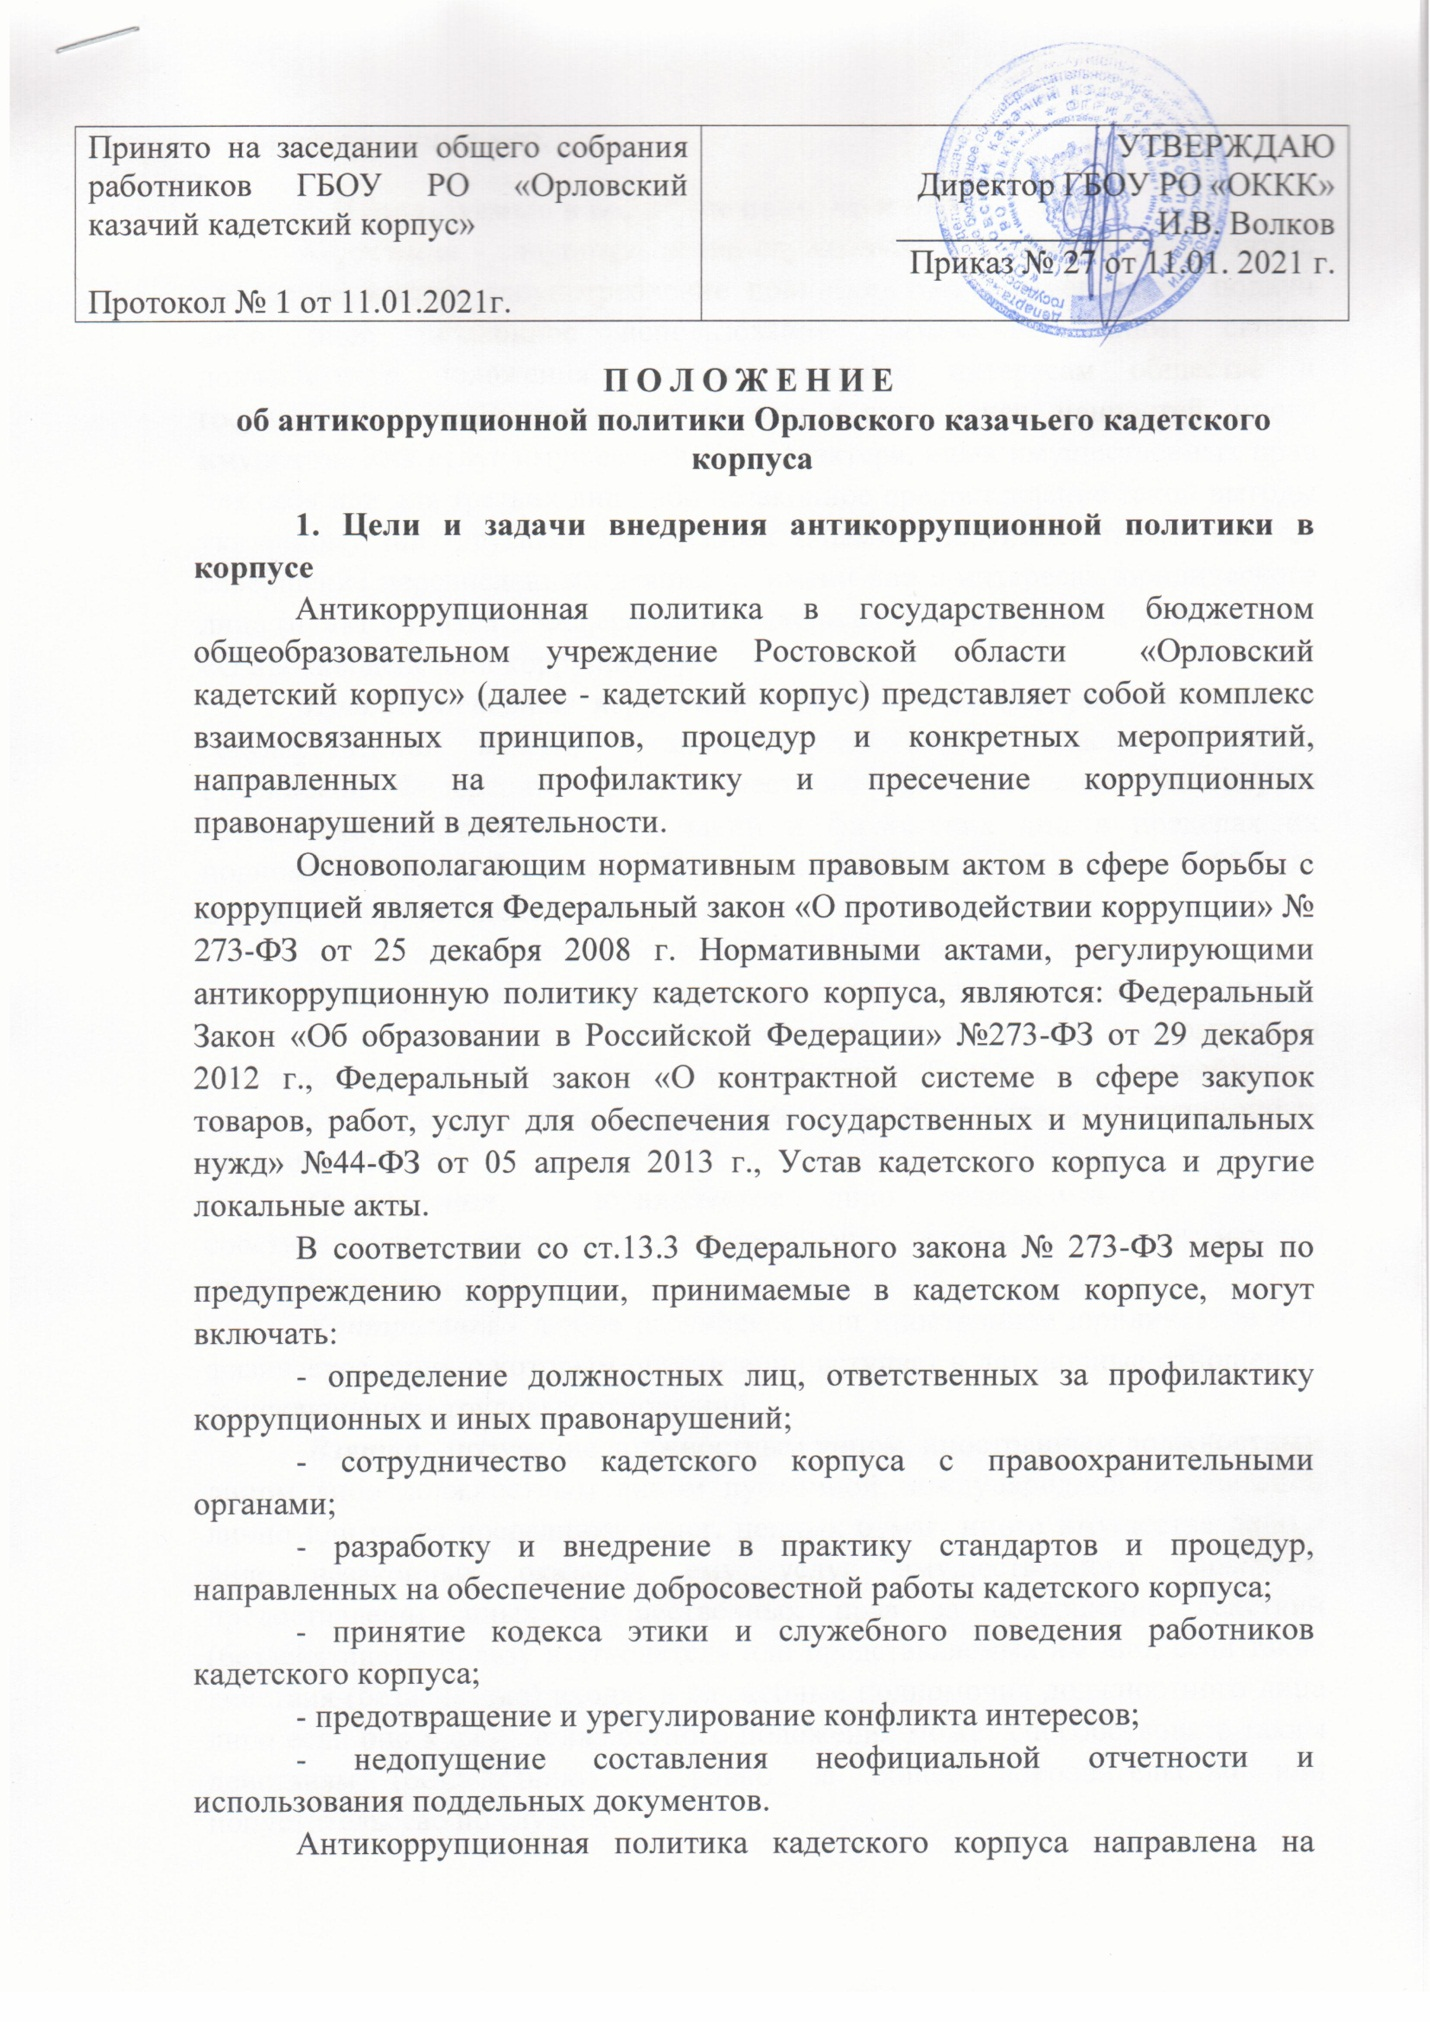 Принято на заседании общего собрания
работников ГБОУ РО «Орловский
казачий кадетский корпус»
Протокол № 1 от 11.01.2021г.
УТВЕРЖДАЮ
Директор ГБОУ РО «ОККК»
И.В. Волков
Приказ № 27 от 11.01. 2021 г.
П О Л О Ж Е Н И Е
об антикоррупционной политики Орловского казачьего кадетского
корпуса
1. Цели и задачи внедрения антикоррупционной политики в
корпусе
Антикоррупционная политика в государственном бюджетном
общеобразовательном учреждение Ростовской области «Орловский
кадетский корпус» (далее - кадетский корпус) представляет собой комплекс
взаимосвязанных принципов, процедур и конкретных мероприятий,
направленных на профилактику и пресечение коррупционных
правонарушений в деятельности.
Основополагающим нормативным правовым актом в сфере борьбы с
коррупцией является Федеральный закон «О противодействии коррупции» №
273-ФЗ от 25 декабря 2008 г. Нормативными актами, регулирующими
антикоррупционную политику кадетского корпуса, являются: Федеральный
Закон «Об образовании в Российской Федерации» №273-ФЗ от 29 декабря
2012 г., Федеральный закон «О контрактной системе в сфере закупок
товаров, работ, услуг для обеспечения государственных и муниципальных
нужд» №44-ФЗ от 05 апреля 2013 г., Устав кадетского корпуса и другие
локальные акты.
В соответствии со ст.13.3 Федерального закона № 273-ФЗ меры по
предупреждению коррупции, принимаемые в кадетском корпусе, могут
включать:
- определение должностных лиц, ответственных за профилактику
коррупционных и иных правонарушений;
- сотрудничество кадетского корпуса с правоохранительными
органами;
- разработку и внедрение в практику стандартов и процедур,
направленных на обеспечение добросовестной работы кадетского корпуса;
- принятие кодекса этики и служебного поведения работников
кадетского корпуса;
- предотвращение и урегулирование конфликта интересов;
- недопущение составления неофициальной отчетности и
использования поддельных документов.
Антикоррупционная политика кадетского корпуса направлена на